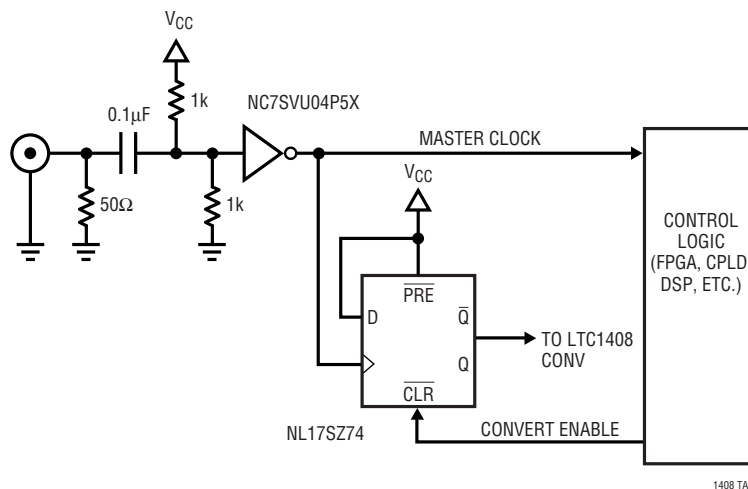 VCC
1k
NC7SVU04P5X
0.1µF
MASTER CLOCK
50Ω
1k
VCC
CONTROL
LOGIC
(FPGA, CPLD
DSP, ETC.)
PRE
D
Q
Q
TO LTC1408
CONV
CLR
NL17SZ74
CONVERT ENABLE
1408 TA